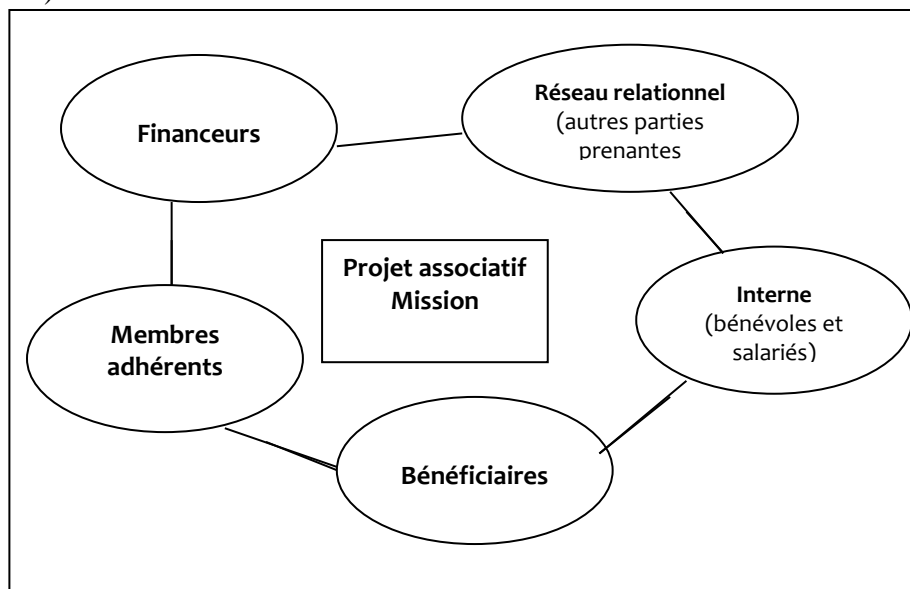 )
Financeurs
Réseau relationnel
(autres parties
prenantes
Projet associatif
Mission
Interne
(bénévoles et
salariés)
Membres
adhérents
Bénéficiaires